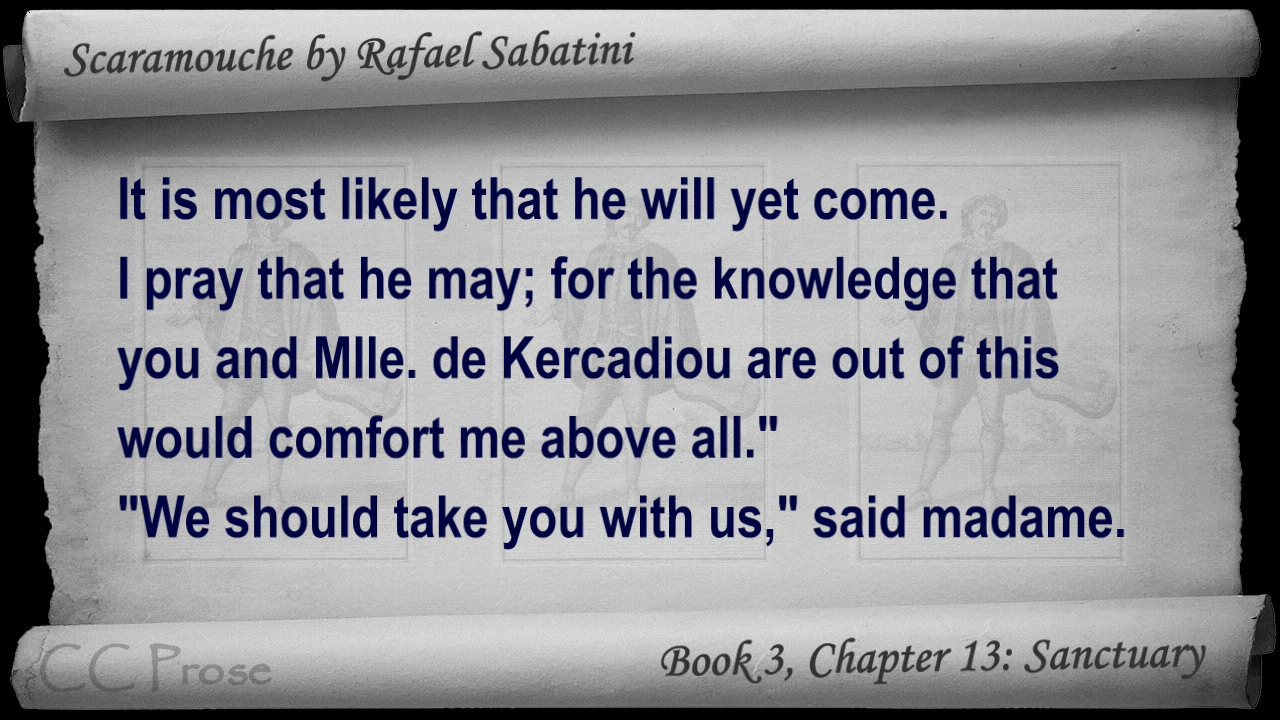 Scaramouche by Rafael Sabatini
It is most likely that he will yet come.
I pray that he may; for the knowledge that
you and Mlle. de Kercadiou are out of this
would comfort me above all."
"We should take you with us," said madame.
CC Prose
Book 3, Chapter 13: Sanctuary